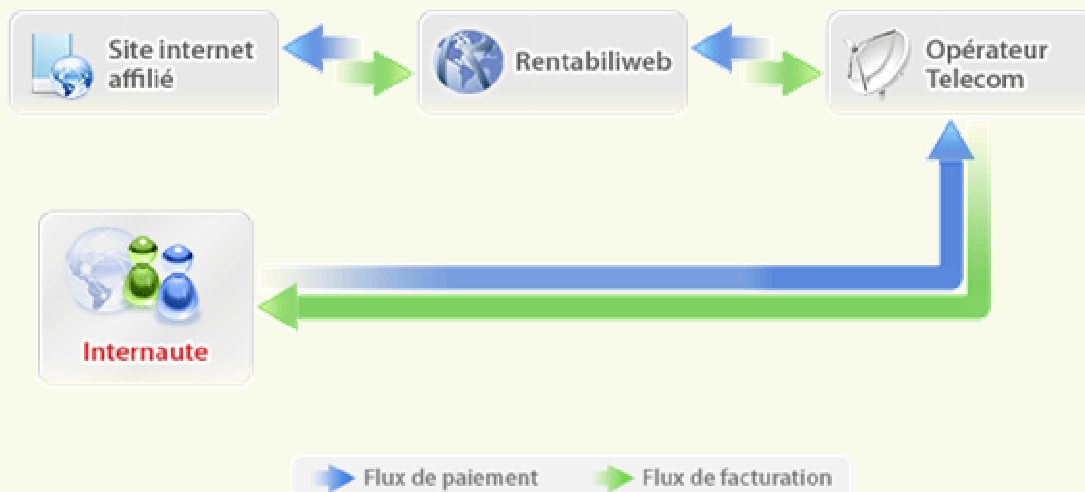 Site internet
affilié
Rentabiliweb
Opérateur
Telecom
Internaute
Flux de paiement
Flux de facturation